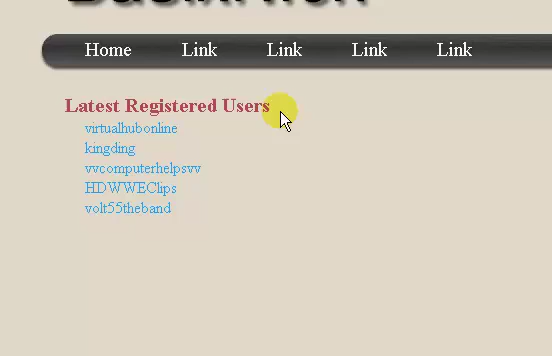 Home Link Link Link Link
Latest Registered Users
virtualhubonline
kingding
vvcomputerhelpsvv
HDWWEClips
volt55theband